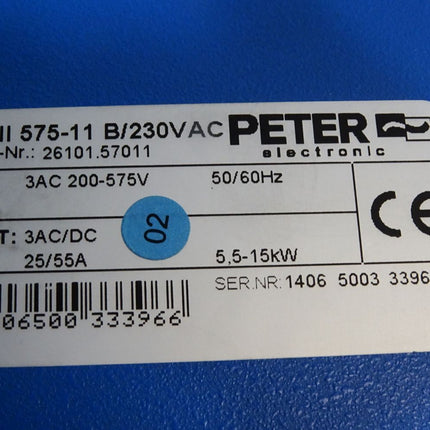 II 575-11 B/230VAC PETER
-Nr.: 26101.57011 electronic
3AC 200-575V 50/60Hz
T: 3AC/DC 02
25/55A 5,5-15kW
SER.NR: 1406 5003 3396
06500 333966
CE